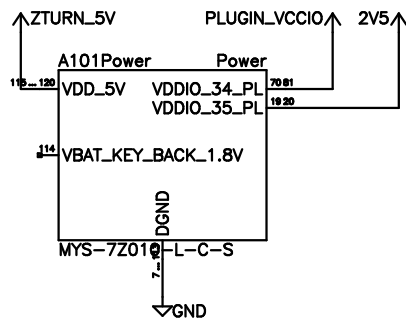 ZTURN_5V
PLUGIN_VCCIO
2V5
A101Power
Power
115... 120
VDD_5V
VDDIO_34_PL
70 81
VDDIO_35_PL
19 20
114
VBAT_KEY_BACK_1.8V
DGND
MYS-7Z010-L-C-S
GND